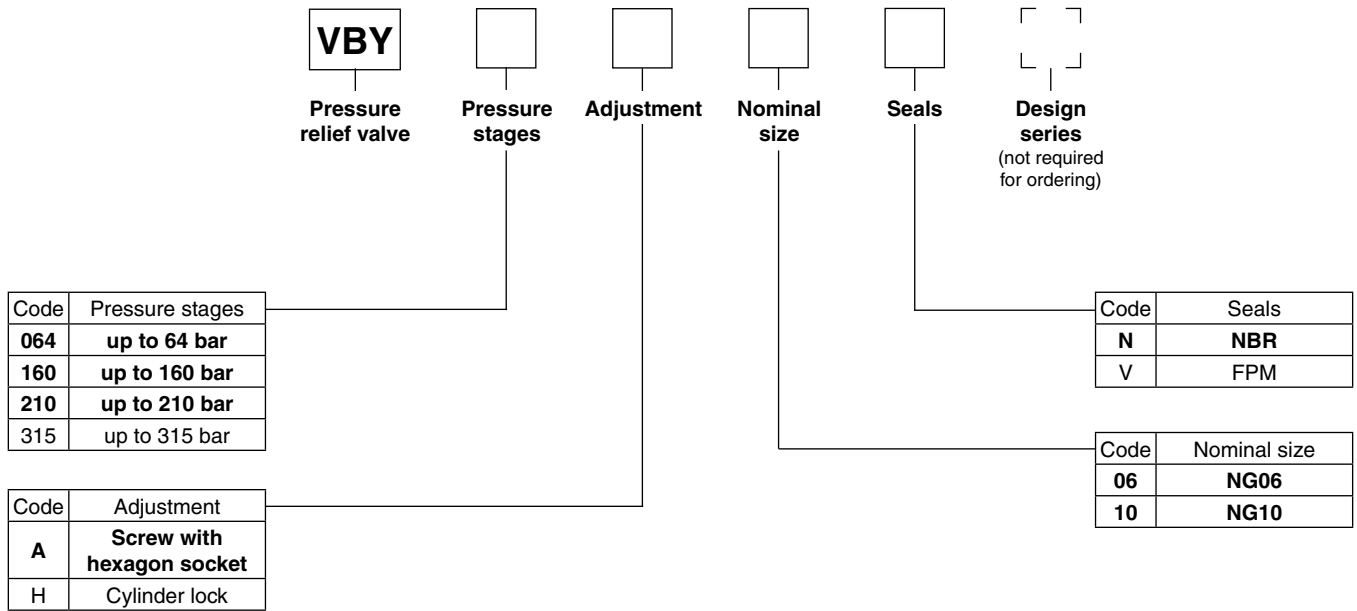 VBY
Pressure
relief valve
Pressure
stages
Adjustment
Nominal
size
Seals
Design
series
(not required
for ordering)
Code Pressure stages
064 up to 64 bar
160 up to 160 bar
210 up to 210 bar
315 up to 315 bar
Code Adjustment
A Screw with
hexagon socket
H Cylinder lock
Code Seals
N NBR
V FPM
Code Nominal size
06 NG06
10 NG10